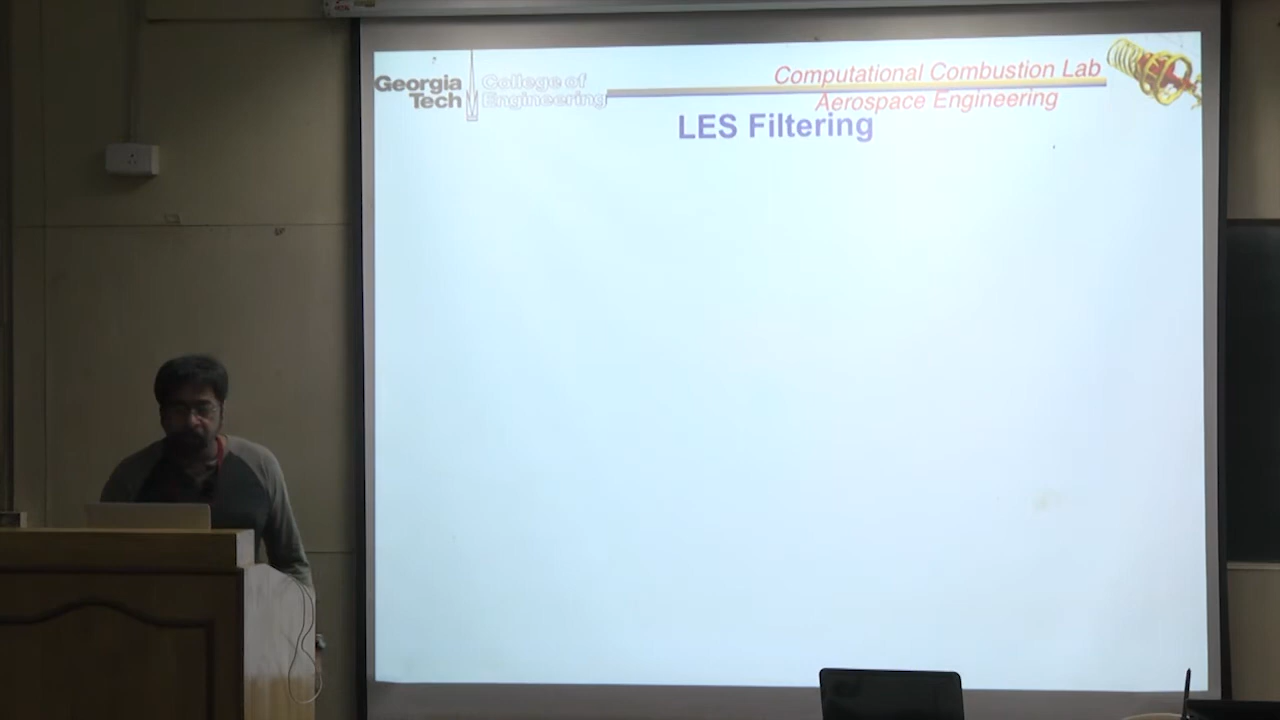 Georgia
Tech
College of
Engineering
Computational Combustion Lab
Aerospace Engineering
LES Filtering